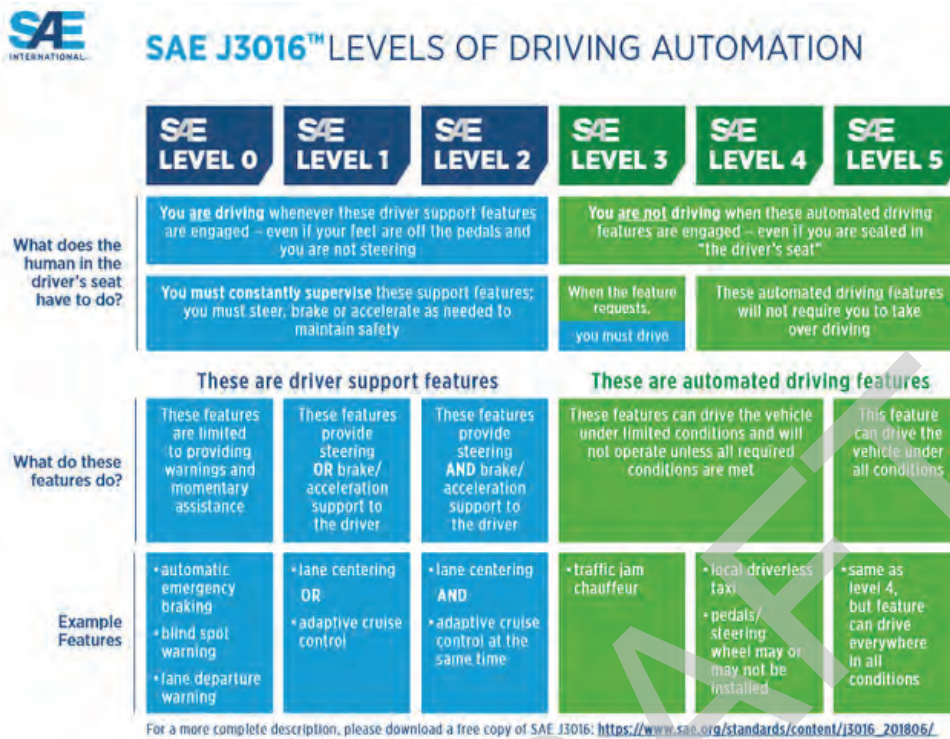 SAE
INTERNATIONAL
SAE J3016™ LEVELS OF DRIVING AUTOMATION
SAE
LEVEL 0
SAE
LEVEL 1
SAE
LEVEL 2
SAE
LEVEL 3
SAE
LEVEL 4
SAE
LEVEL 5
What does the
human in the
driver's seat
have to do?
You are driving whenever these driver support features
are engaged – even if your feet are off the pedals and
you are not steering
You are not driving when these automated driving
features are engaged – even if you are seated in
"the driver's seat"
You must constantly supervise these support features;
you must steer, brake or accelerate as needed to
maintain safety
When the feature
requests,
you must drive
These automated driving features
will not require you to take
over driving
These are driver support features
These are automated driving features
What do these
features do?
These features
are limited
to providing
warnings and
momentary
assistance
These features
provide
steering
OR brake/
acceleration
support to
the driver
These features
provide
steering
AND brake/
acceleration
support to
the driver
These features can drive the vehicle
under limited conditions and will
not operate unless all required
conditions are met
This feature
can drive the
vehicle under
all conditions
Example
Features
• automatic
emergency
braking
• blind spot
warning
• lane departure
warning
• lane centering
OR
• adaptive cruise
control
• lane centering
AND
• adaptive cruise
control at the
same time
• traffic jam
chauffeur
• local driverless
taxi
• pedals/
steering
wheel may or
may not be
installed
• same as
level 4,
but feature
can drive
everywhere
in all
conditions
For a more complete description, please download a free copy of SAE J3016: https://www.sae.org/standards/content/j3016_201806/